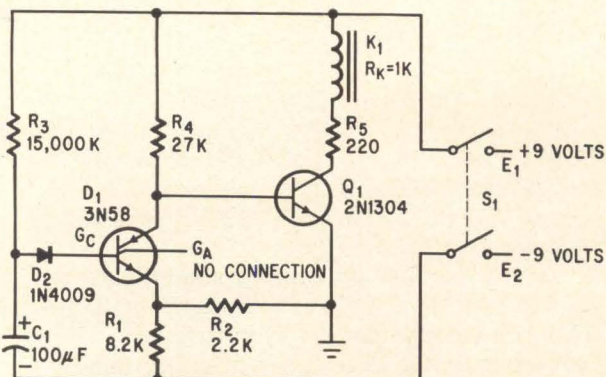 K1
RK=1K
R3
15,000K
R4
27K
R5
220
+9 VOLTS
E1
S1
D1
3N58
Q1
2N1304
GC
GA
NO CONNECTION
D2
1N4009
-9 VOLTS
E2
+
C1
100μF
−
R1
8.2K
R2
2.2K